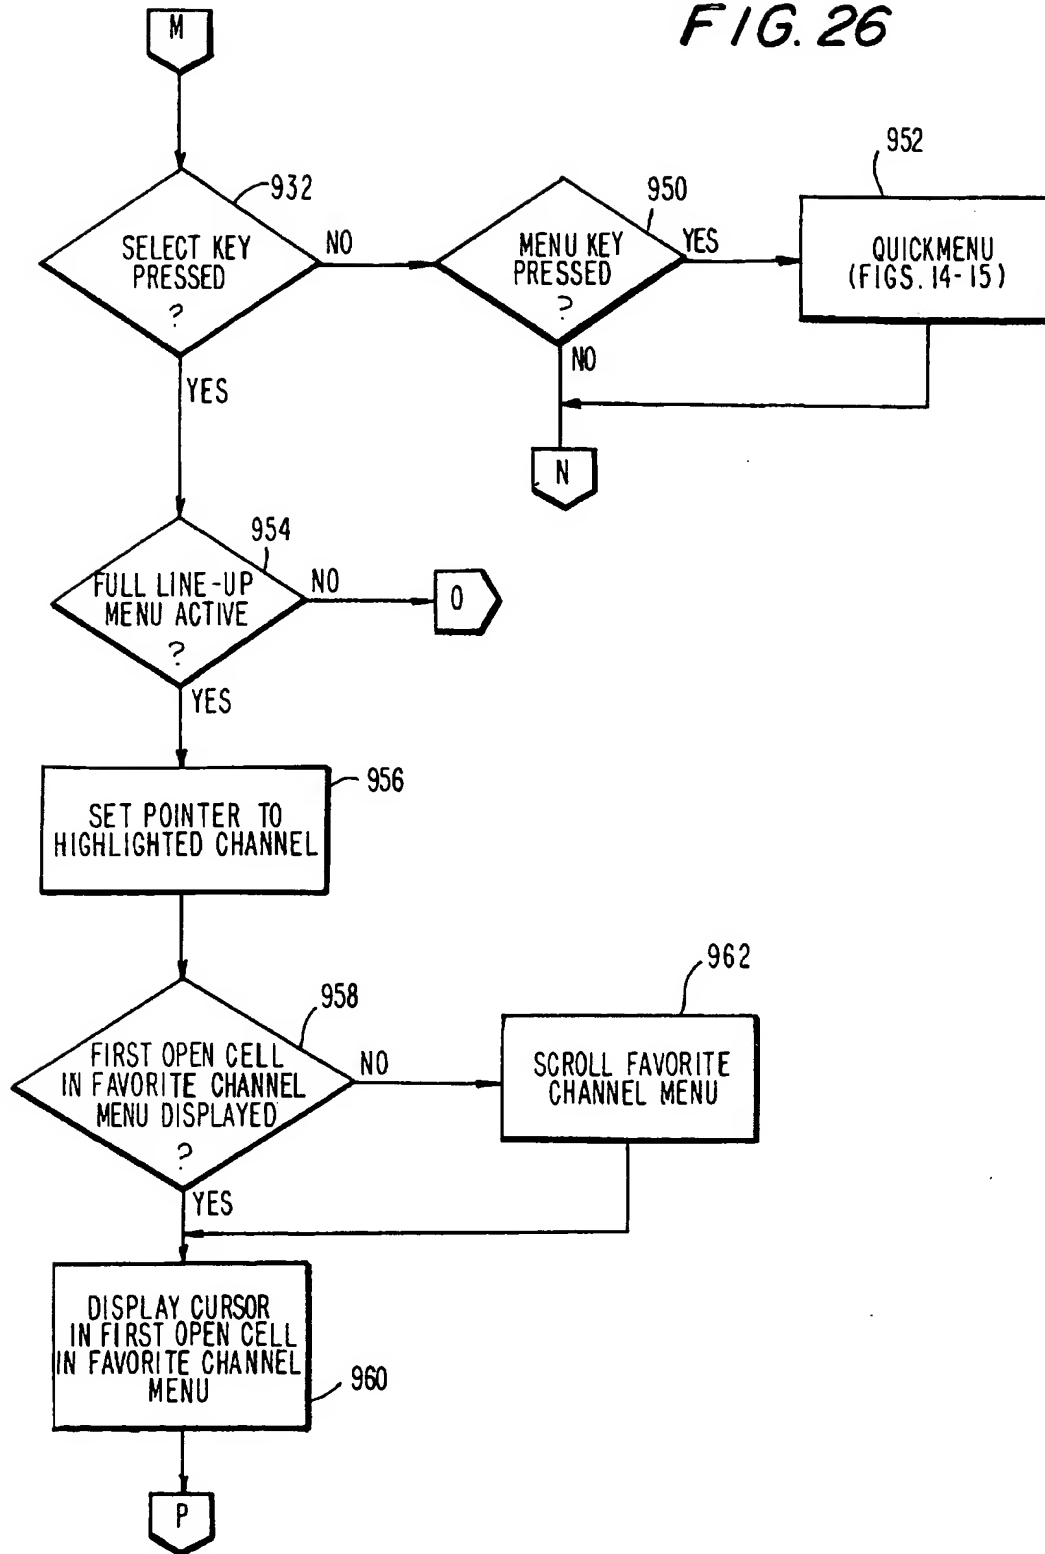 FIG. 26
M
932
SELECT KEY
PRESSED
?
NO
YES
950
MENU KEY
PRESSED
?
YES
NO
952
QUICKMENU
(FIGS. 14-15)
N
954
FULL LINE-UP
MENU ACTIVE
?
NO
O
YES
956
SET POINTER TO
HIGHLIGHTED CHANNEL
958
FIRST OPEN CELL
IN FAVORITE CHANNEL
MENU DISPLAYED
?
NO
YES
962
SCROLL FAVORITE
CHANNEL MENU
DISPLAY CURSOR
IN FIRST OPEN CELL
IN FAVORITE CHANNEL
MENU
960
P